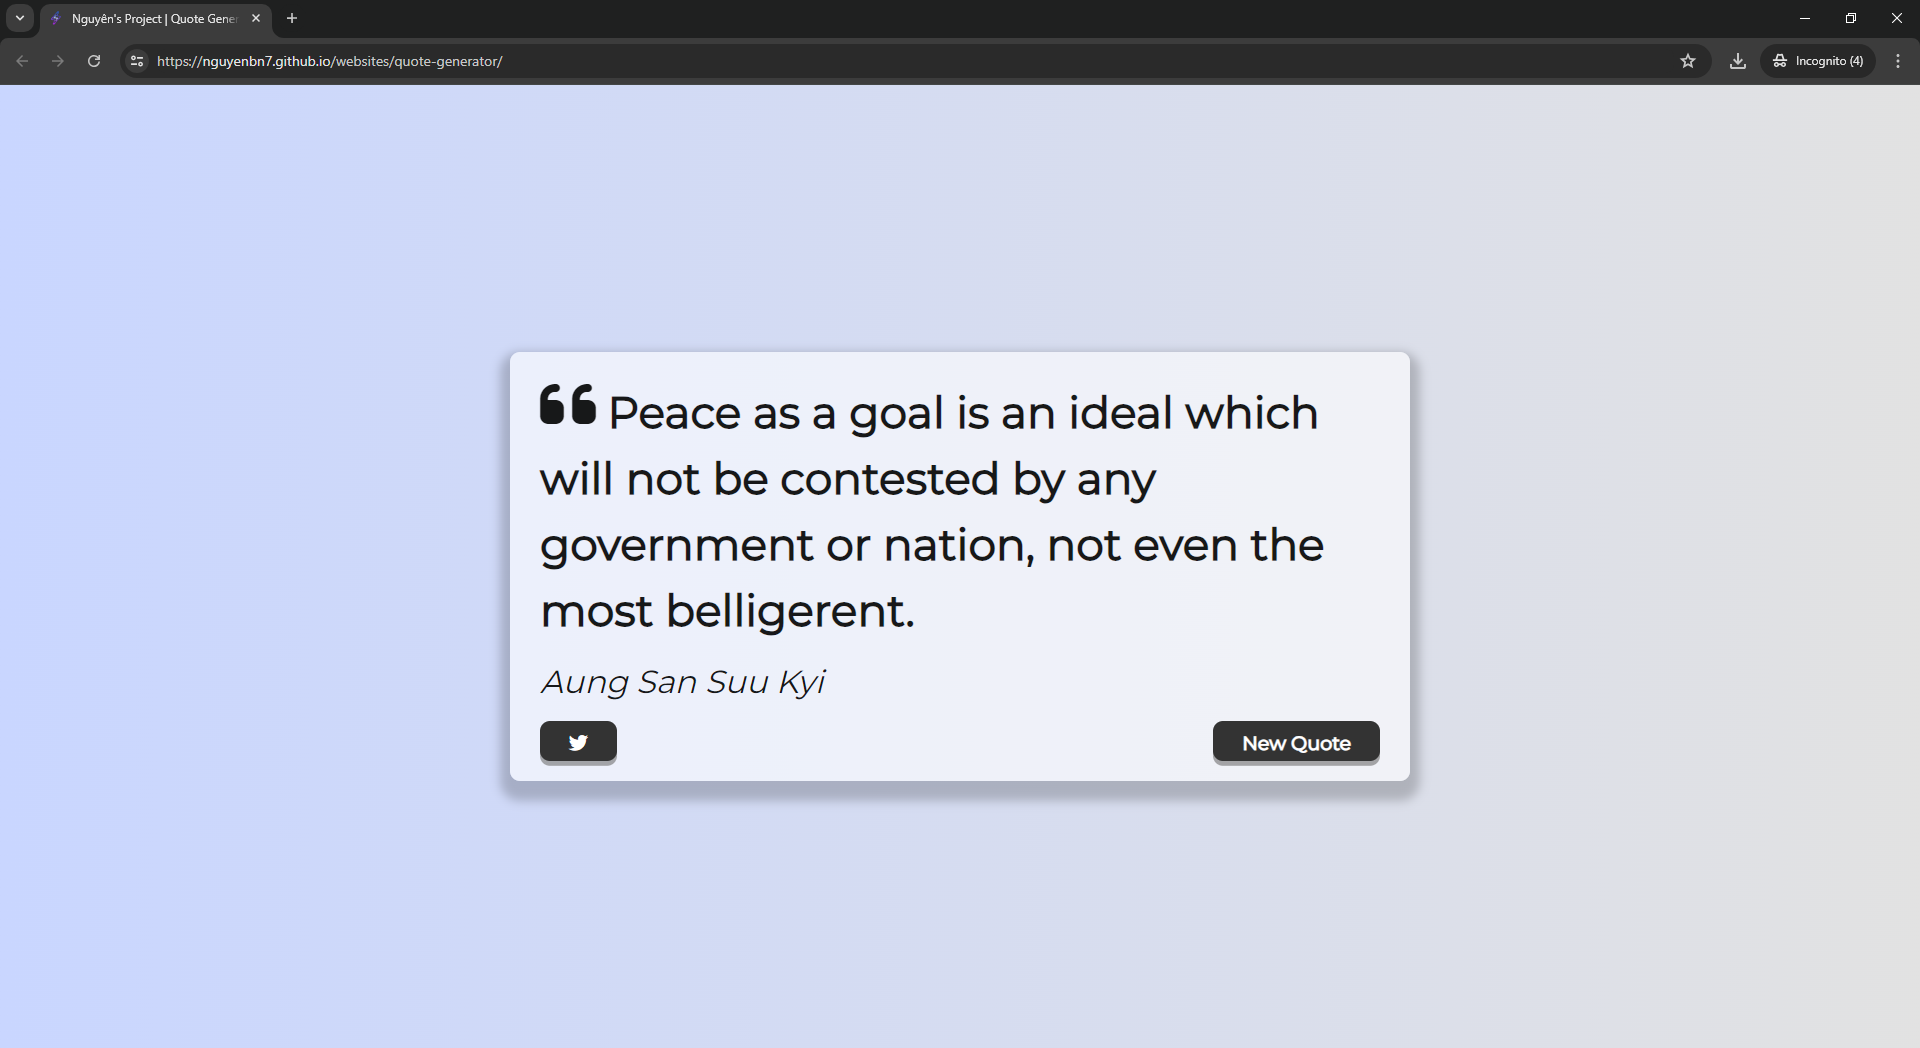 Nguyên's Project | Quote Gener
https://nguyenbn7.github.io/websites/quote-generator/
Incognito (4)
Peace as a goal is an ideal which
will not be contested by any
government or nation, not even the
most belligerent.
Aung San Suu Kyi
New Quote